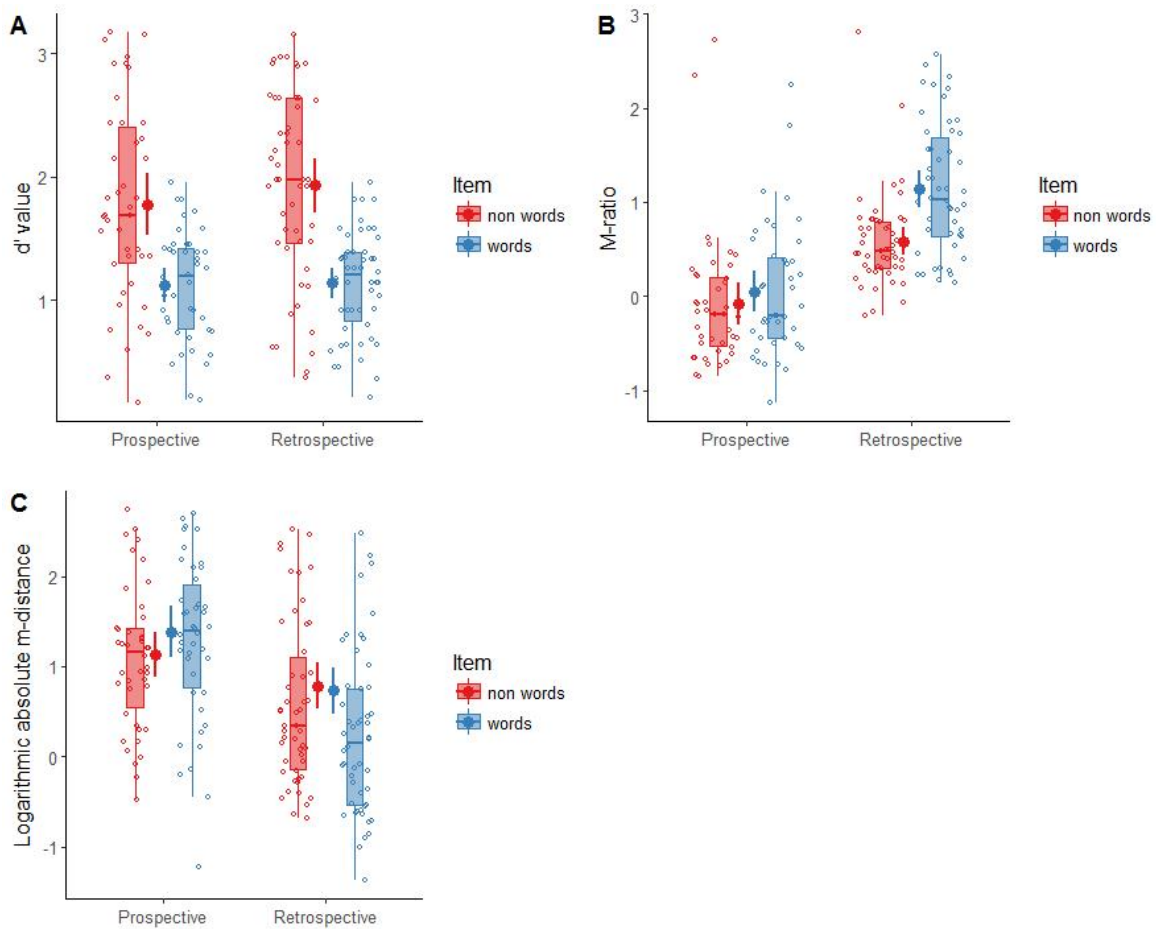 A
3
2
1
d' value
Prospective
Retrospective
Item
non words
words
B
3
2
1
0
-1
M-ratio
Prospective
Retrospective
Item
non words
words
C
2
1
0
-1
Logarithmic absolute m-distance
Prospective
Retrospective
Item
non words
words